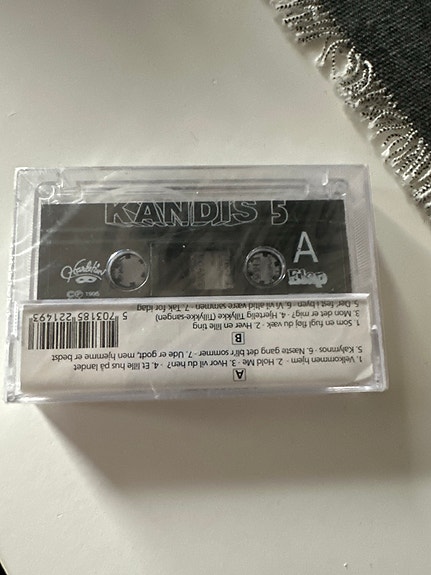 KANDIS 5
A
℗© 1995
A
1. Velkommen hjem · 2. Hold Me · 3. Hvor vil du hen? · 4. Et lille hus på landet
5. Kalymnos · 6. Næste gang det bli'r sommer · 7. Ude er godt, men hjemme er bedst
B
1. Som en fugl fløj du væk · 2. Hver en lille ting
3. Mon det er mig? · 4. Hjertelig Tillykke (Tillykke-sangen)
5. Der' fest i byen · 6. Vi vil altid være sammen · 7. Tak for idag
5 703185 221493